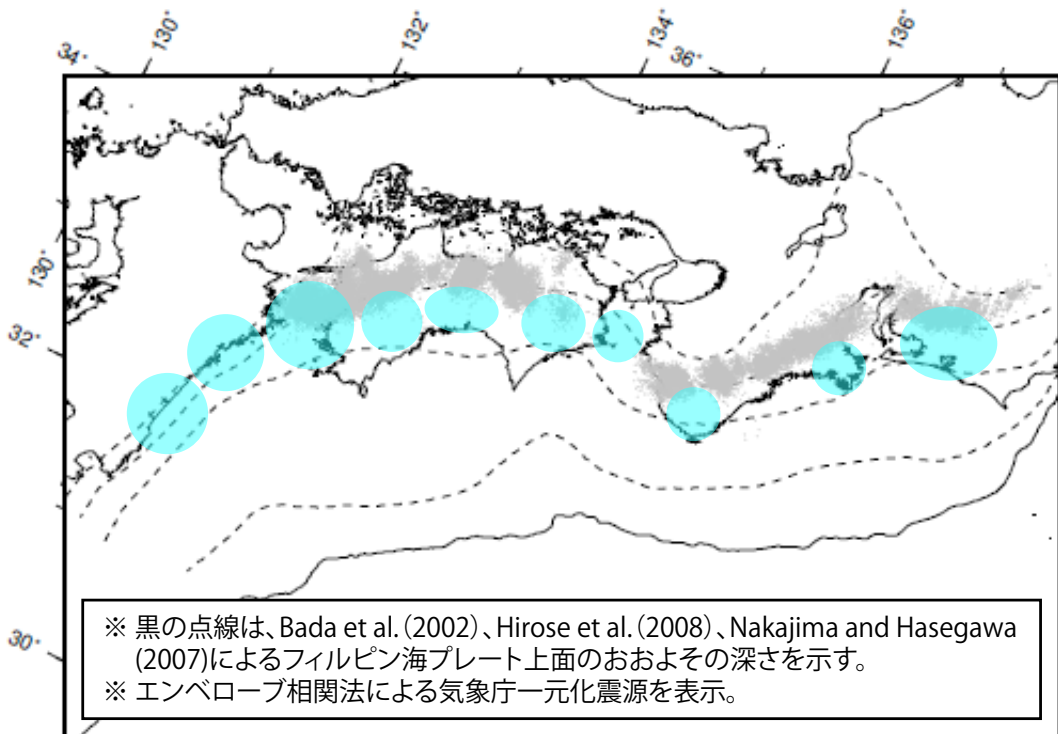 130°
132°
134°
136°
34°
36°
130°
30°
※ 黒の点線は、Bada et al.（2002）、Hirose et al.（2008）、Nakajima and Hasegawa
(2007)によるフィルピン海プレート上面のおおよその深さを示す。
※ エンベローブ相関法による気象庁一元化震源を表示。